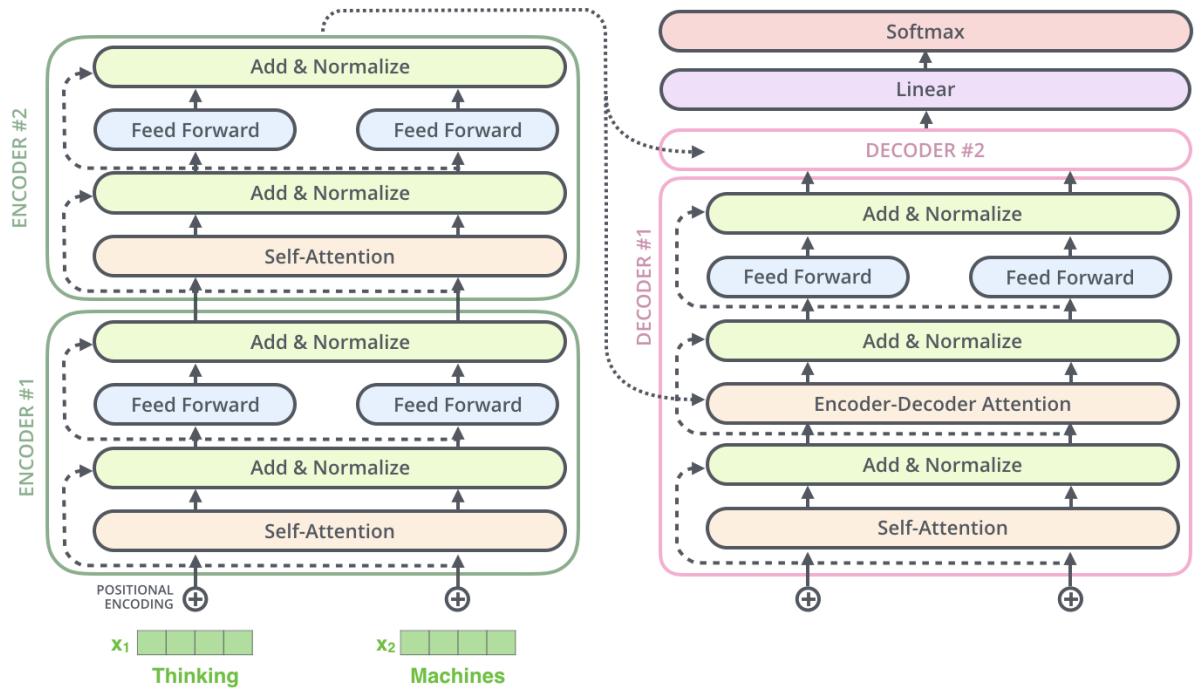 ENCODER #2
Add & Normalize
Feed Forward
Feed Forward
Add & Normalize
Self-Attention
ENCODER #1
Add & Normalize
Feed Forward
Feed Forward
Add & Normalize
Self-Attention
POSITIONAL
ENCODING
x₁
x₂
Thinking
Machines
Softmax
Linear
DECODER #2
DECODER #1
Add & Normalize
Feed Forward
Feed Forward
Add & Normalize
Encoder-Decoder Attention
Add & Normalize
Self-Attention